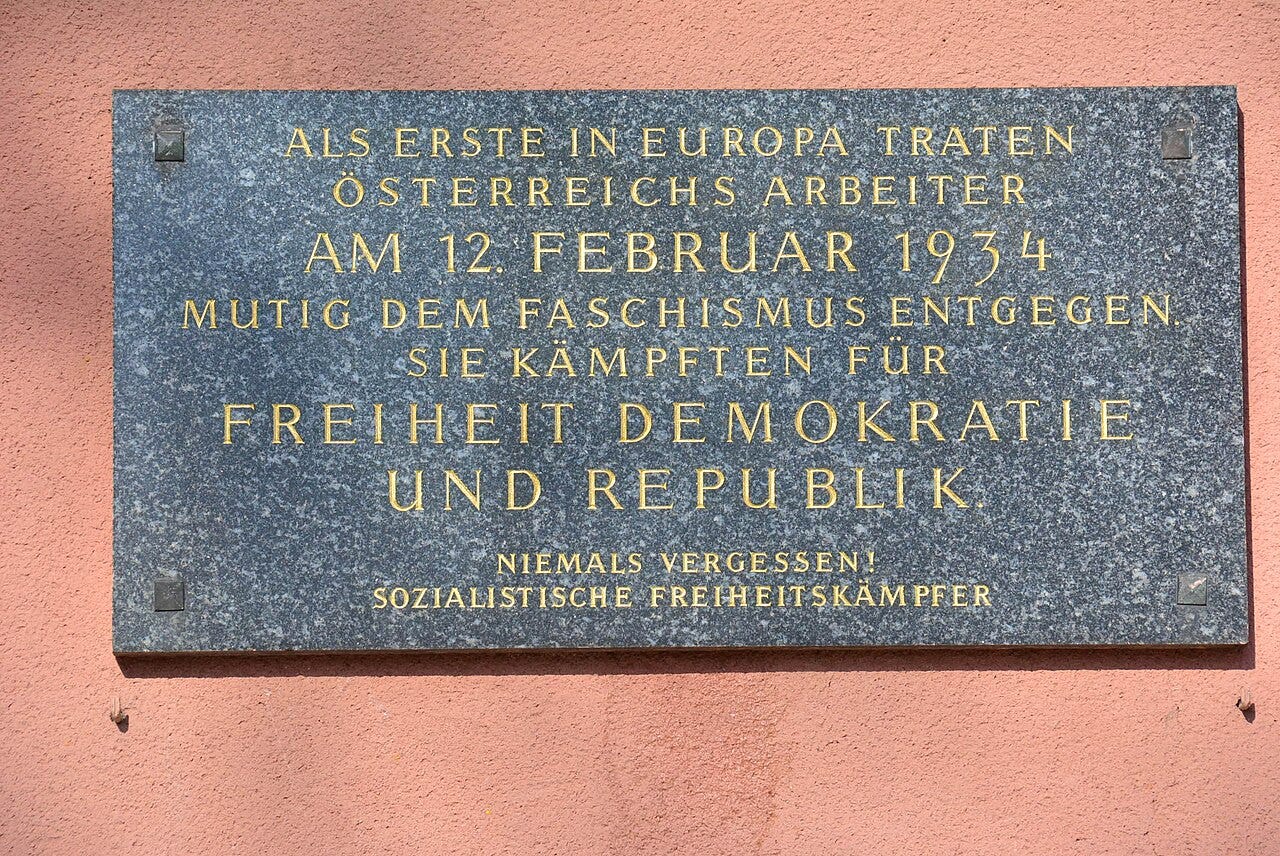 ALS ERSTE IN EUROPA TRATEN
ÖSTERREICHS ARBEITER
AM 12. FEBRUAR 1934
MUTIG DEM FASCHISMUS ENTGEGEN.
SIE KÄMPFTEN FÜR
FREIHEIT DEMOKRATIE
UND REPUBLIK.
NIEMALS VERGESSEN!
SOZIALISTISCHE FREIHEITSKÄMPFER